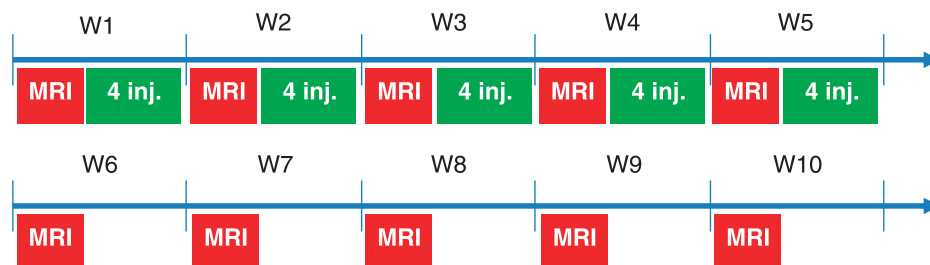 W1 W2 W3 W4 W5
MRI 4 inj. MRI 4 inj. MRI 4 inj. MRI 4 inj. MRI 4 inj.
W6 W7 W8 W9 W10
MRI MRI MRI MRI MRI